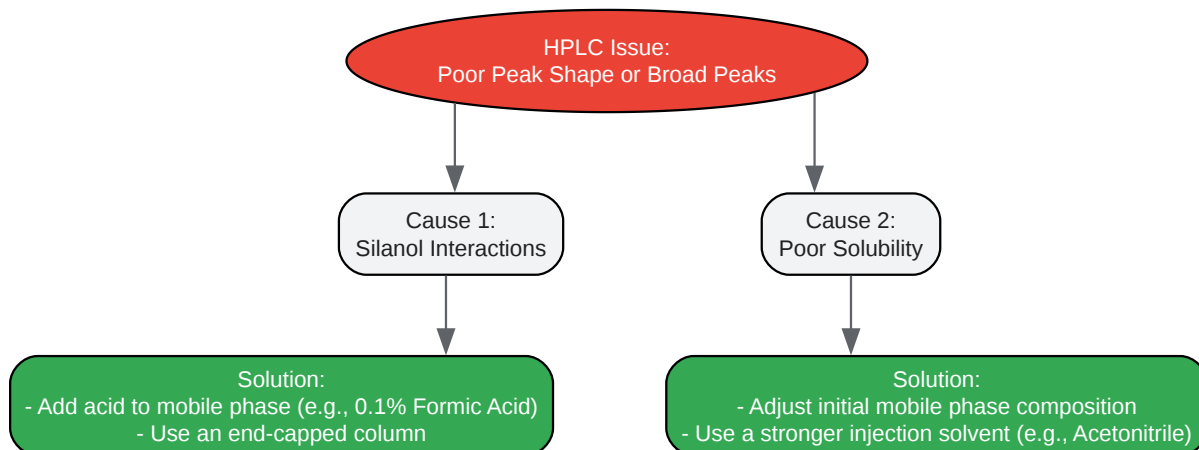 HPLC Issue:
Poor Peak Shape or Broad Peaks
Cause 1:
Silanol Interactions
Cause 2:
Poor Solubility
Solution:
- Add acid to mobile phase (e.g., 0.1% Formic Acid)
- Use an end-capped column
Solution:
- Adjust initial mobile phase composition
- Use a stronger injection solvent (e.g., Acetonitrile)